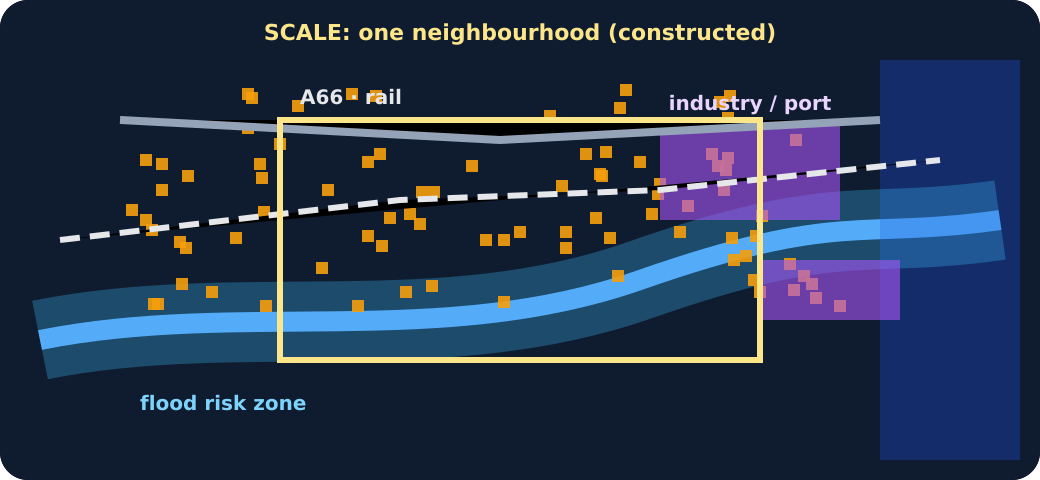 SCALE: one neighbourhood (constructed)
A66 · rail
industry / port
flood risk zone